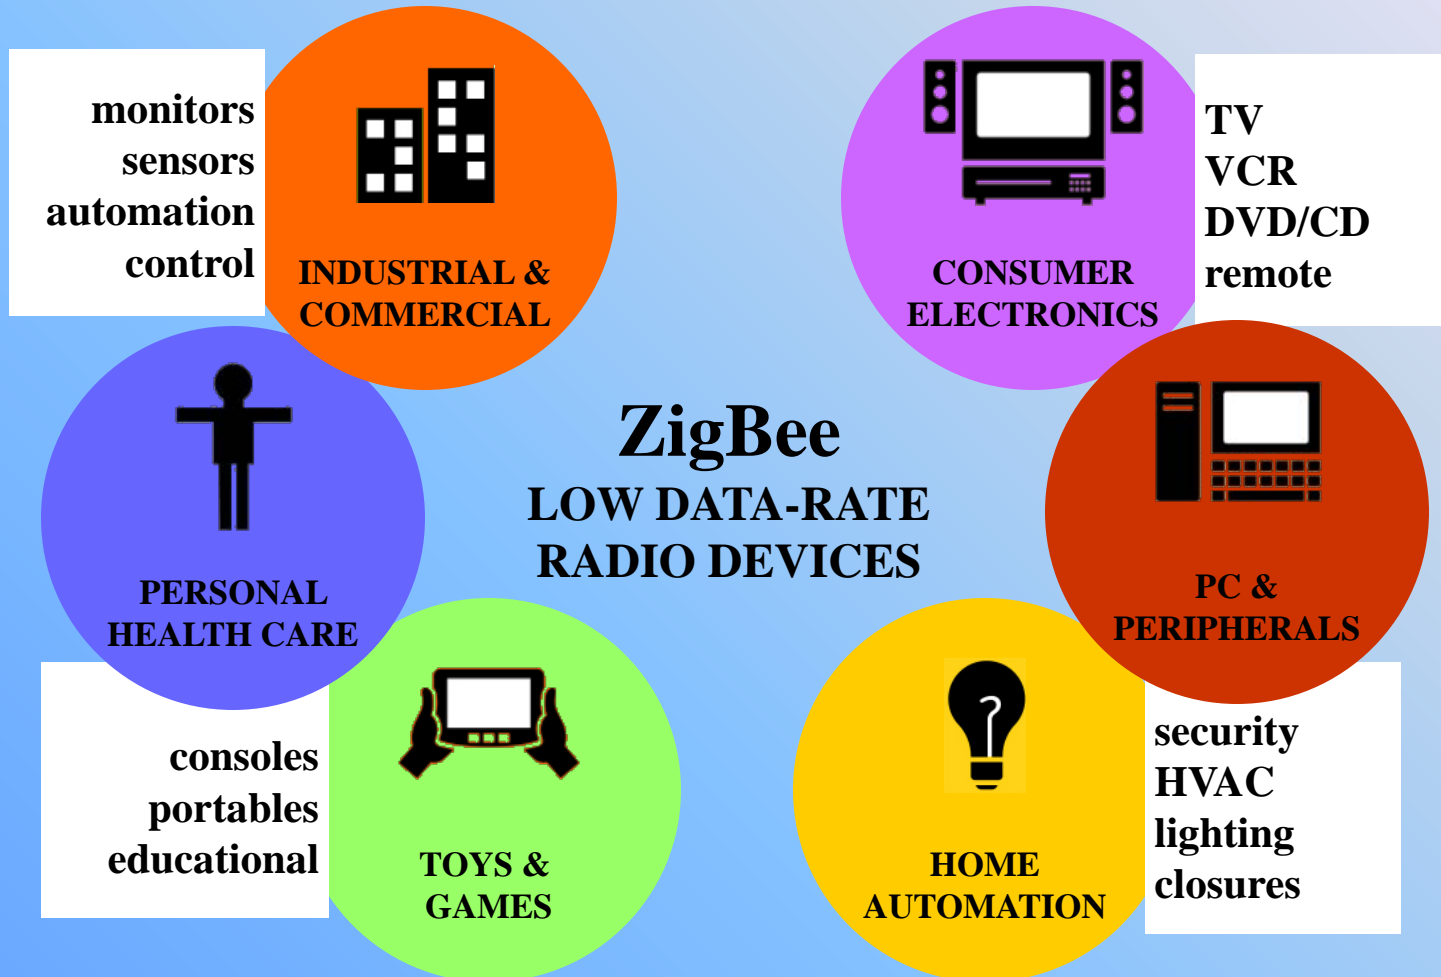 monitors
sensors
automation
control
INDUSTRIAL &
COMMERCIAL
CONSUMER
ELECTRONICS
TV
VCR
DVD/CD
remote
PERSONAL
HEALTH CARE
ZigBee
LOW DATA-RATE
RADIO DEVICES
PC &
PERIPHERALS
consoles
portables
educational
TOYS &
GAMES
HOME
AUTOMATION
security
HVAC
lighting
closures